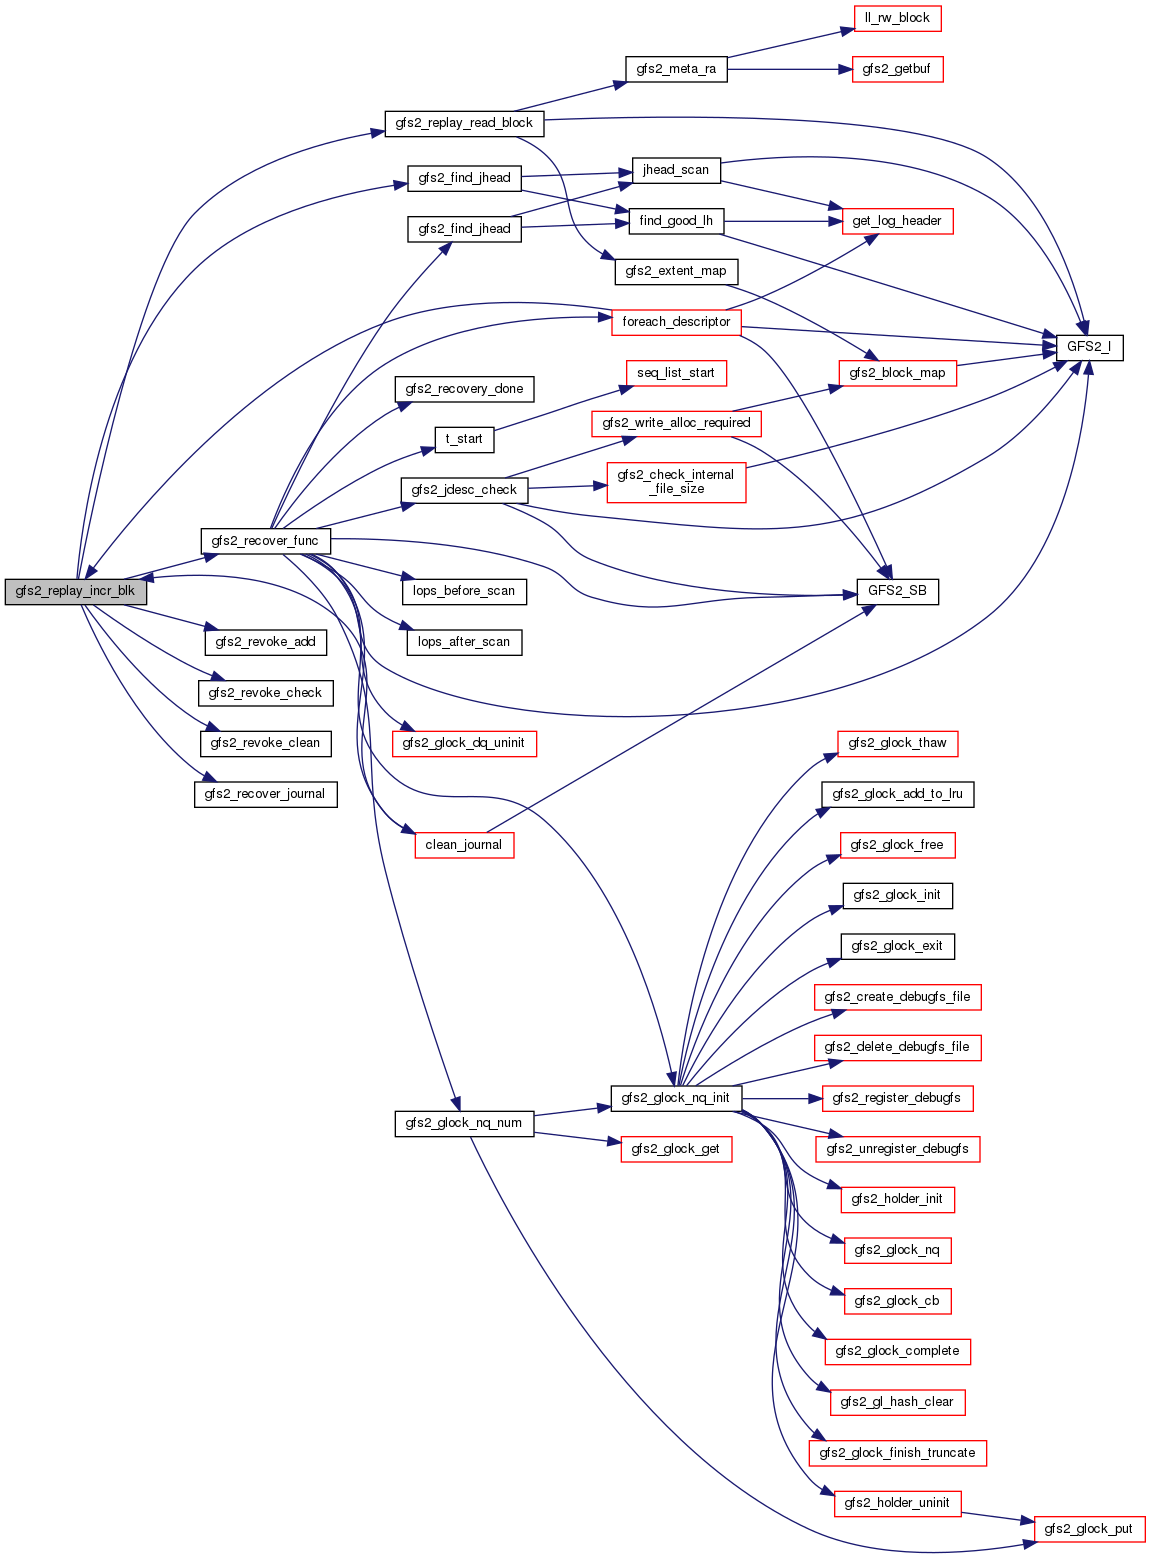 ll_rw_block
gfs2_meta_ra
gfs2_getbuf
gfs2_replay_read_block
gfs2_find_jhead
jhead_scan
gfs2_find_jhead
find_good_lh
get_log_header
gfs2_extent_map
foreach_descriptor
GFS2_I
gfs2_recovery_done
seq_list_start
gfs2_block_map
t_start
gfs2_write_alloc_required
gfs2_jdesc_check
gfs2_check_internal
_file_size
gfs2_recover_func
gfs2_replay_incr_blk
lops_before_scan
GFS2_SB
gfs2_revoke_add
lops_after_scan
gfs2_revoke_check
gfs2_revoke_clean
gfs2_glock_dq_uninit
gfs2_glock_thaw
gfs2_recover_journal
gfs2_glock_add_to_lru
clean_journal
gfs2_glock_free
gfs2_glock_init
gfs2_glock_exit
gfs2_create_debugfs_file
gfs2_delete_debugfs_file
gfs2_glock_nq_init
gfs2_register_debugfs
gfs2_glock_nq_num
gfs2_glock_get
gfs2_unregister_debugfs
gfs2_holder_init
gfs2_glock_nq
gfs2_glock_cb
gfs2_glock_complete
gfs2_gl_hash_clear
gfs2_glock_finish_truncate
gfs2_holder_uninit
gfs2_glock_put